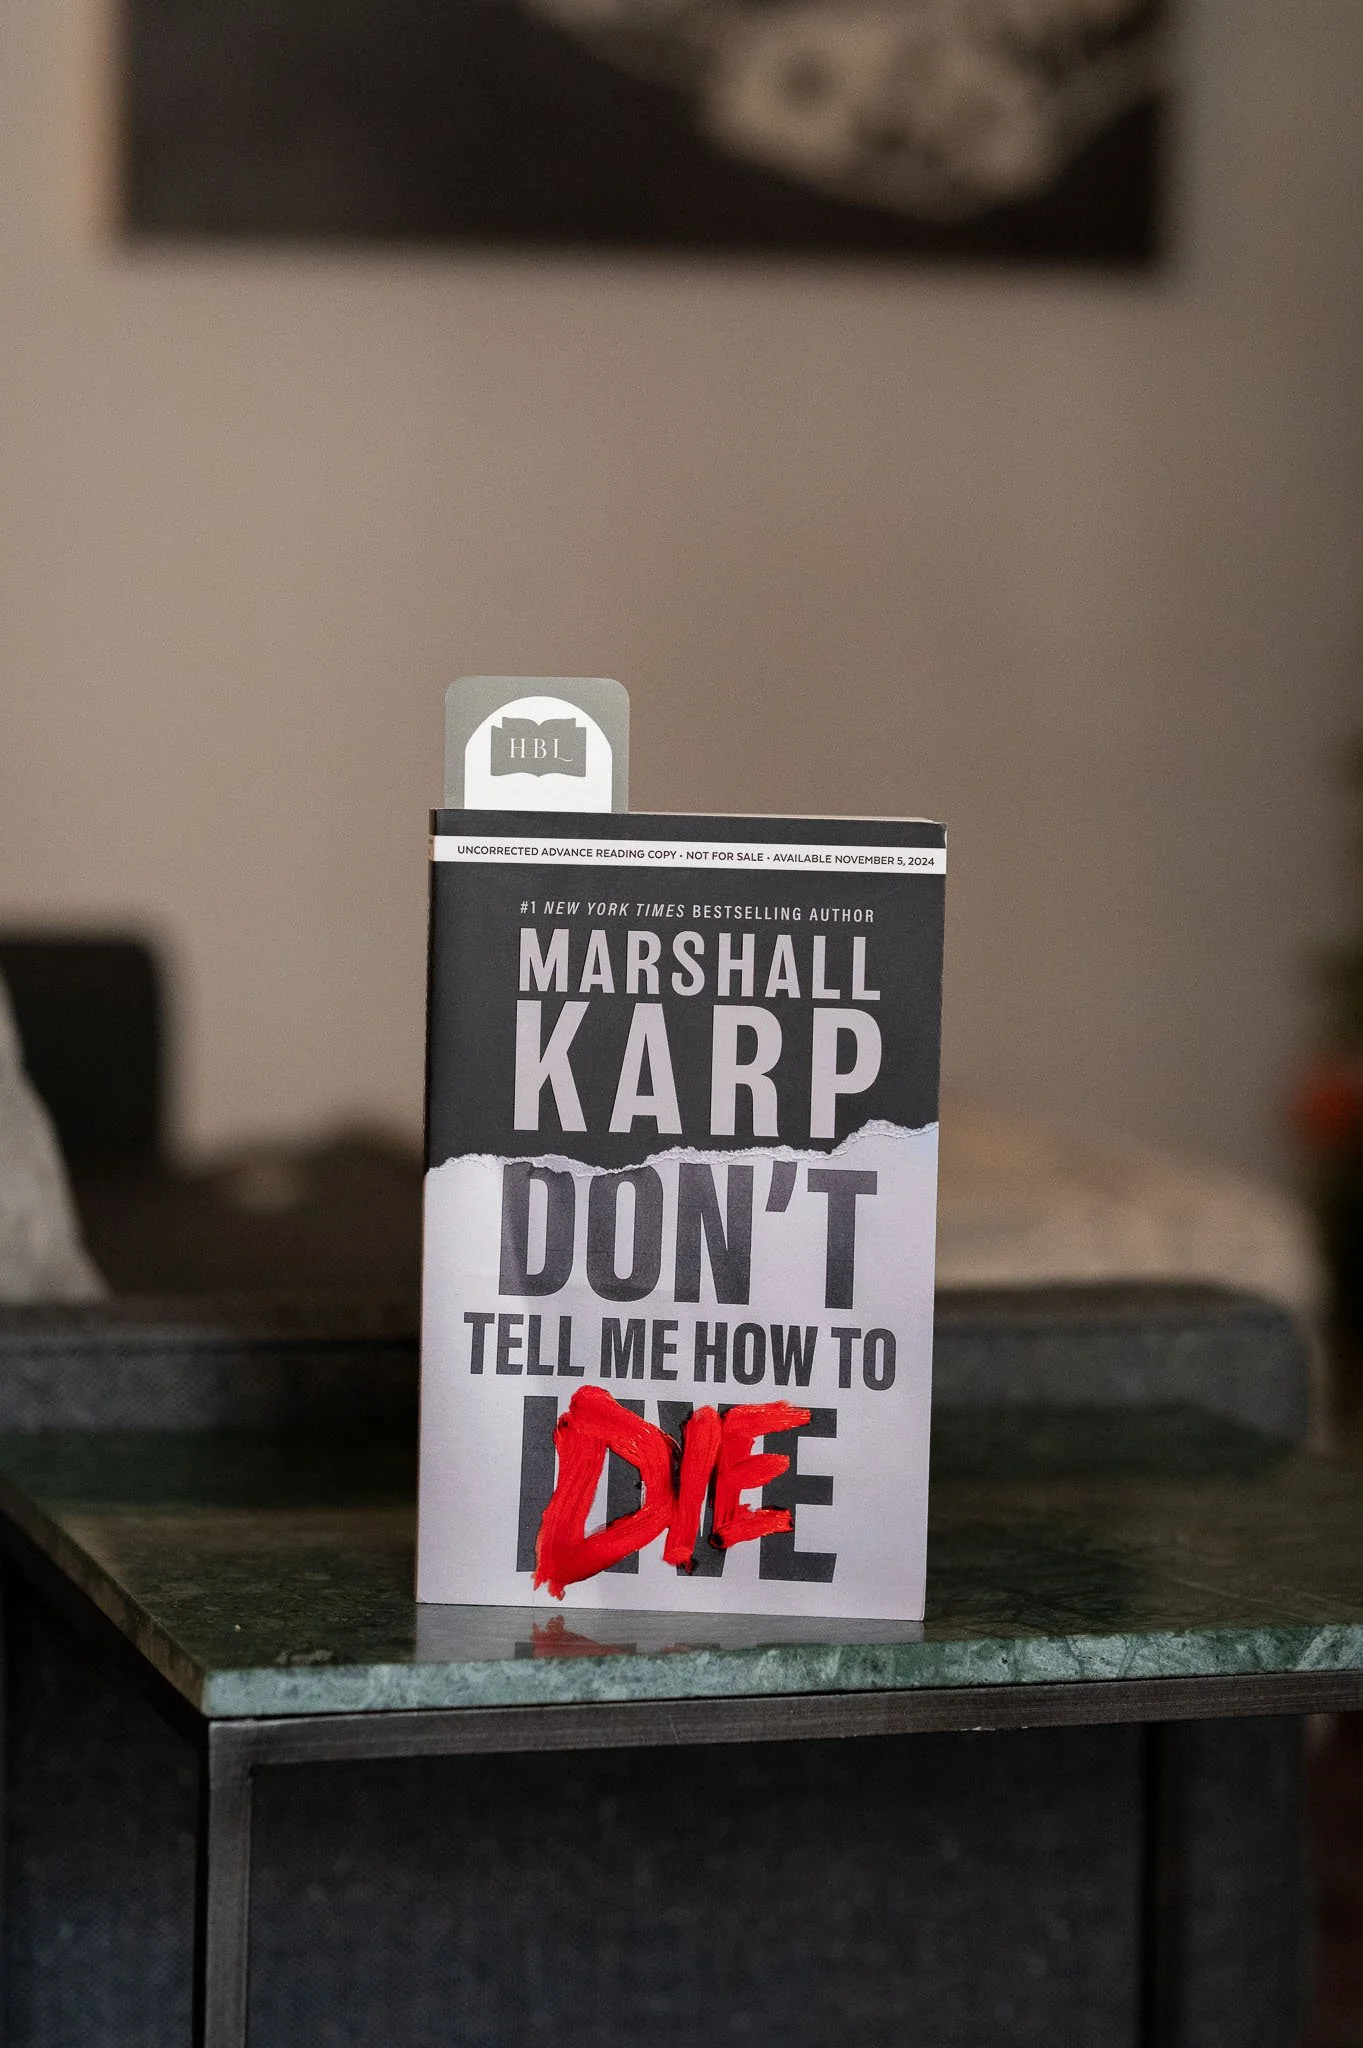 HBL
UNCORRECTED ADVANCE READING COPY • NOT FOR SALE • AVAILABLE NOVEMBER 5, 2024
#1 NEW YORK TIMES BESTSELLING AUTHOR
MARSHALL
KARP
DON'T
TELL ME HOW TO
LIVE
DIE